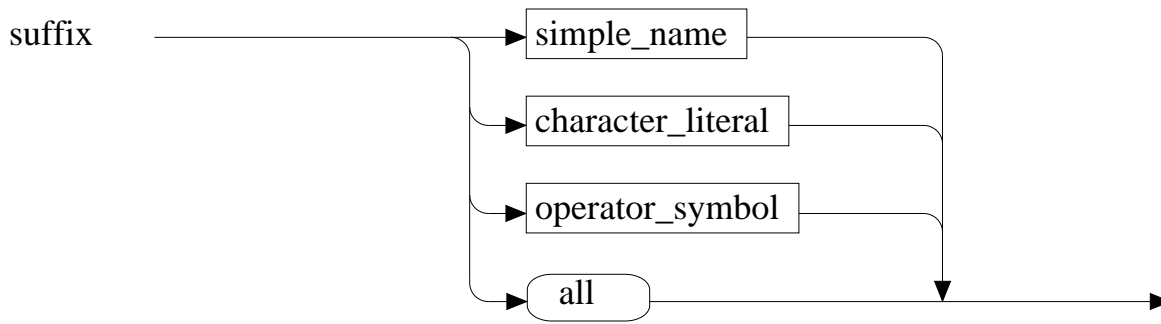 suffix simple_name
character_literal
operator_symbol
all